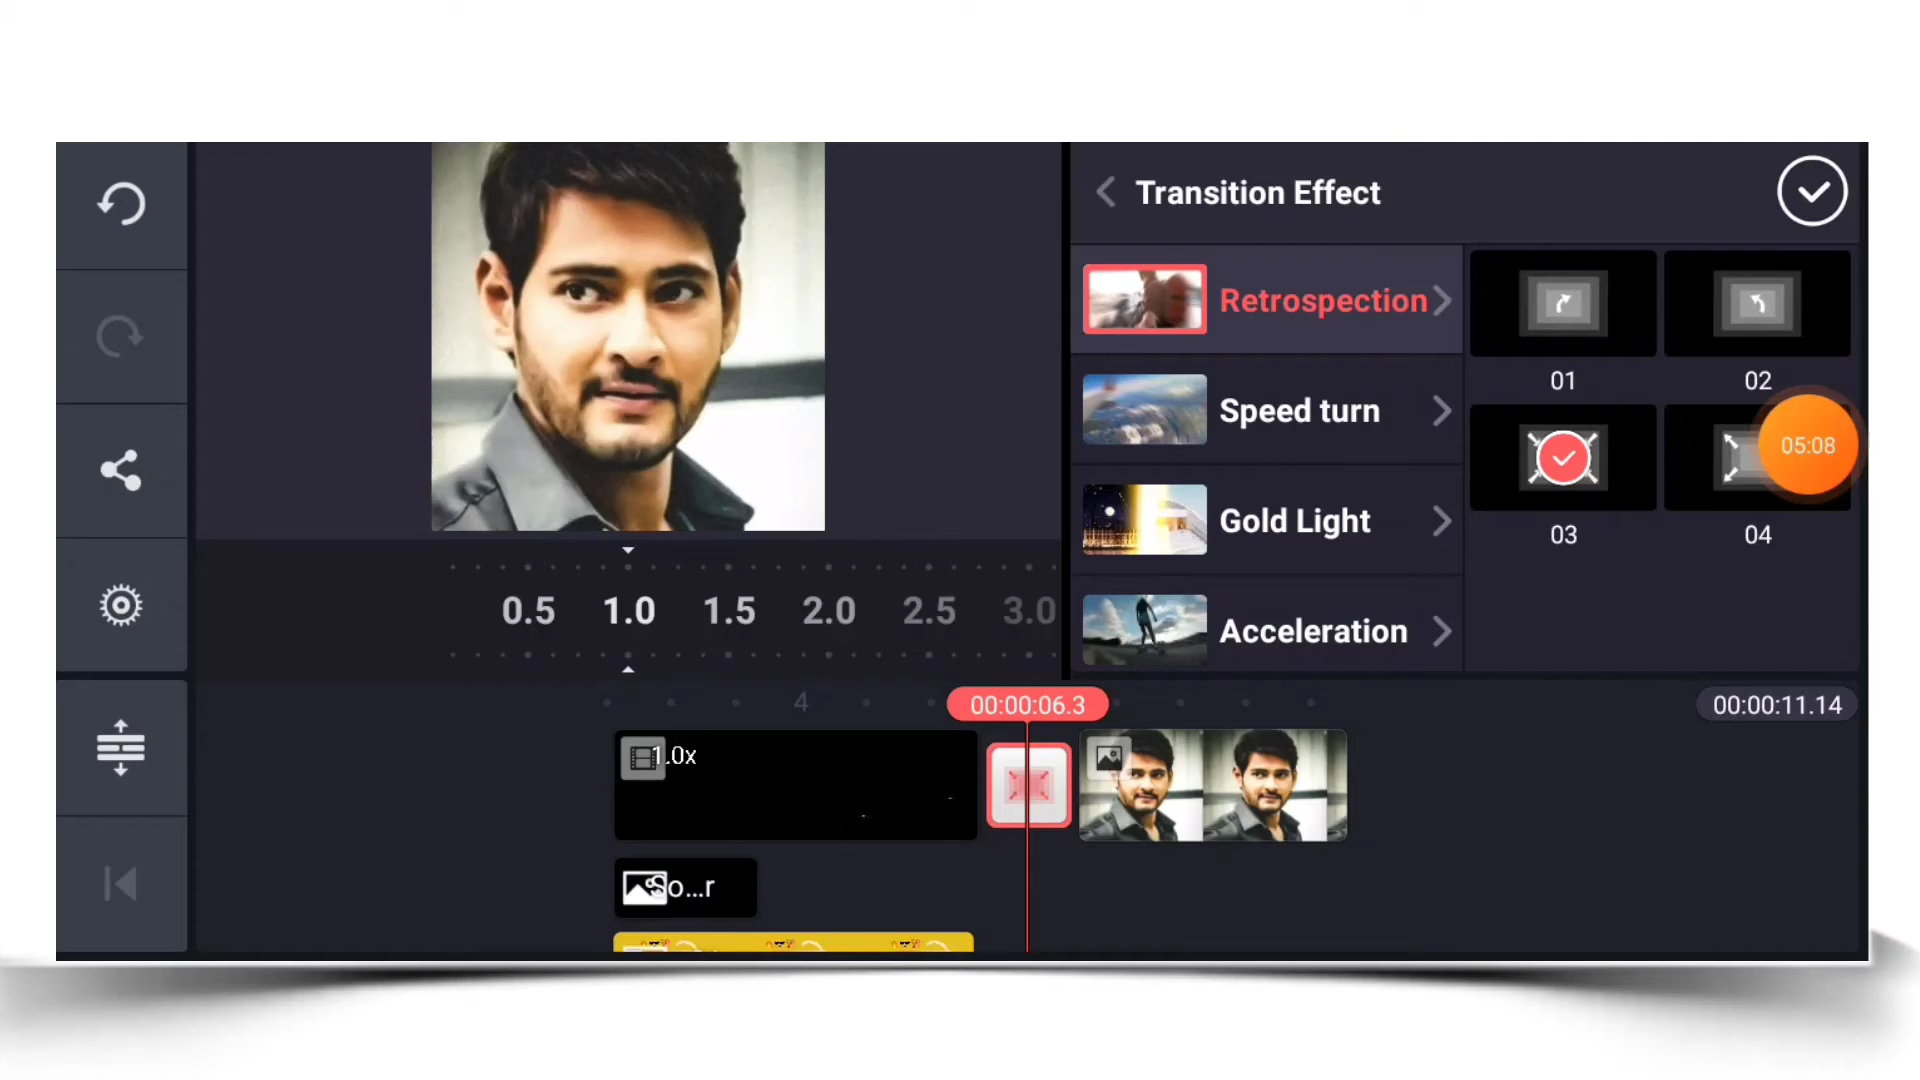 Transition Effect
Retrospection
Speed turn
Gold Light
Acceleration
01
02
03
04
05:08
0.5 1.0 1.5 2.0 2.5 3.0
4
00:00:06.3
00:00:11.14
1.0x
So...r